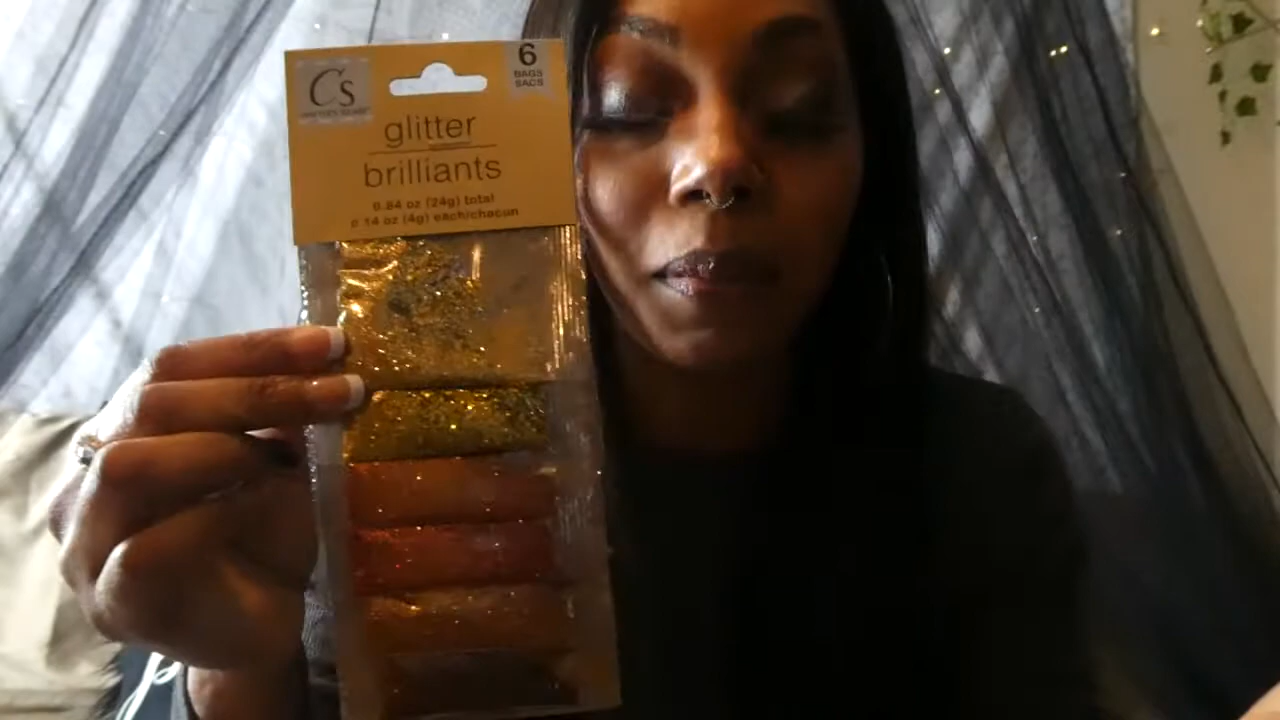 6
BAGS
SACS
Cs
glitter
brilliants
0.84 oz (24g) total
0.14 oz (4g) each/chacun